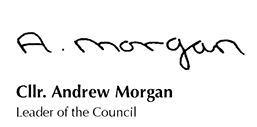 A. Morgan
Cllr. Andrew Morgan
Leader of the Council